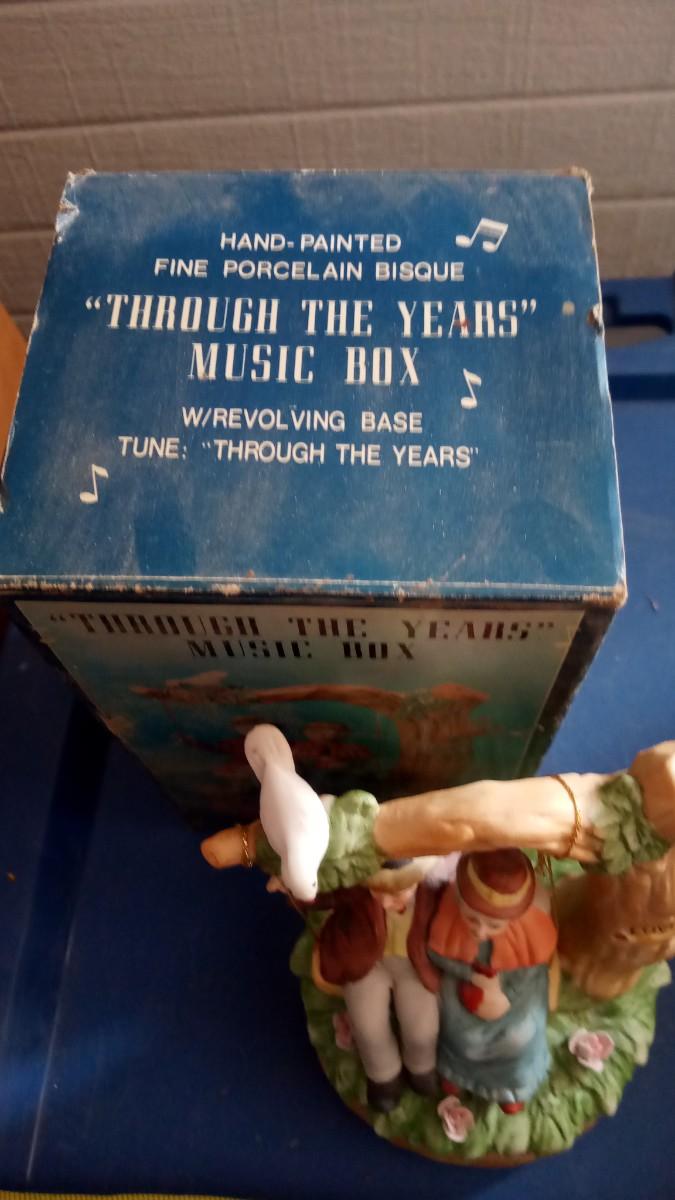 HAND-PAINTED
FINE PORCELAIN BISQUE
"THROUGH THE YEARS"
MUSIC BOX
W/REVOLVING BASE
TUNE: "THROUGH THE YEARS"
"THROUGH THE YEARS"
MUSIC BOX